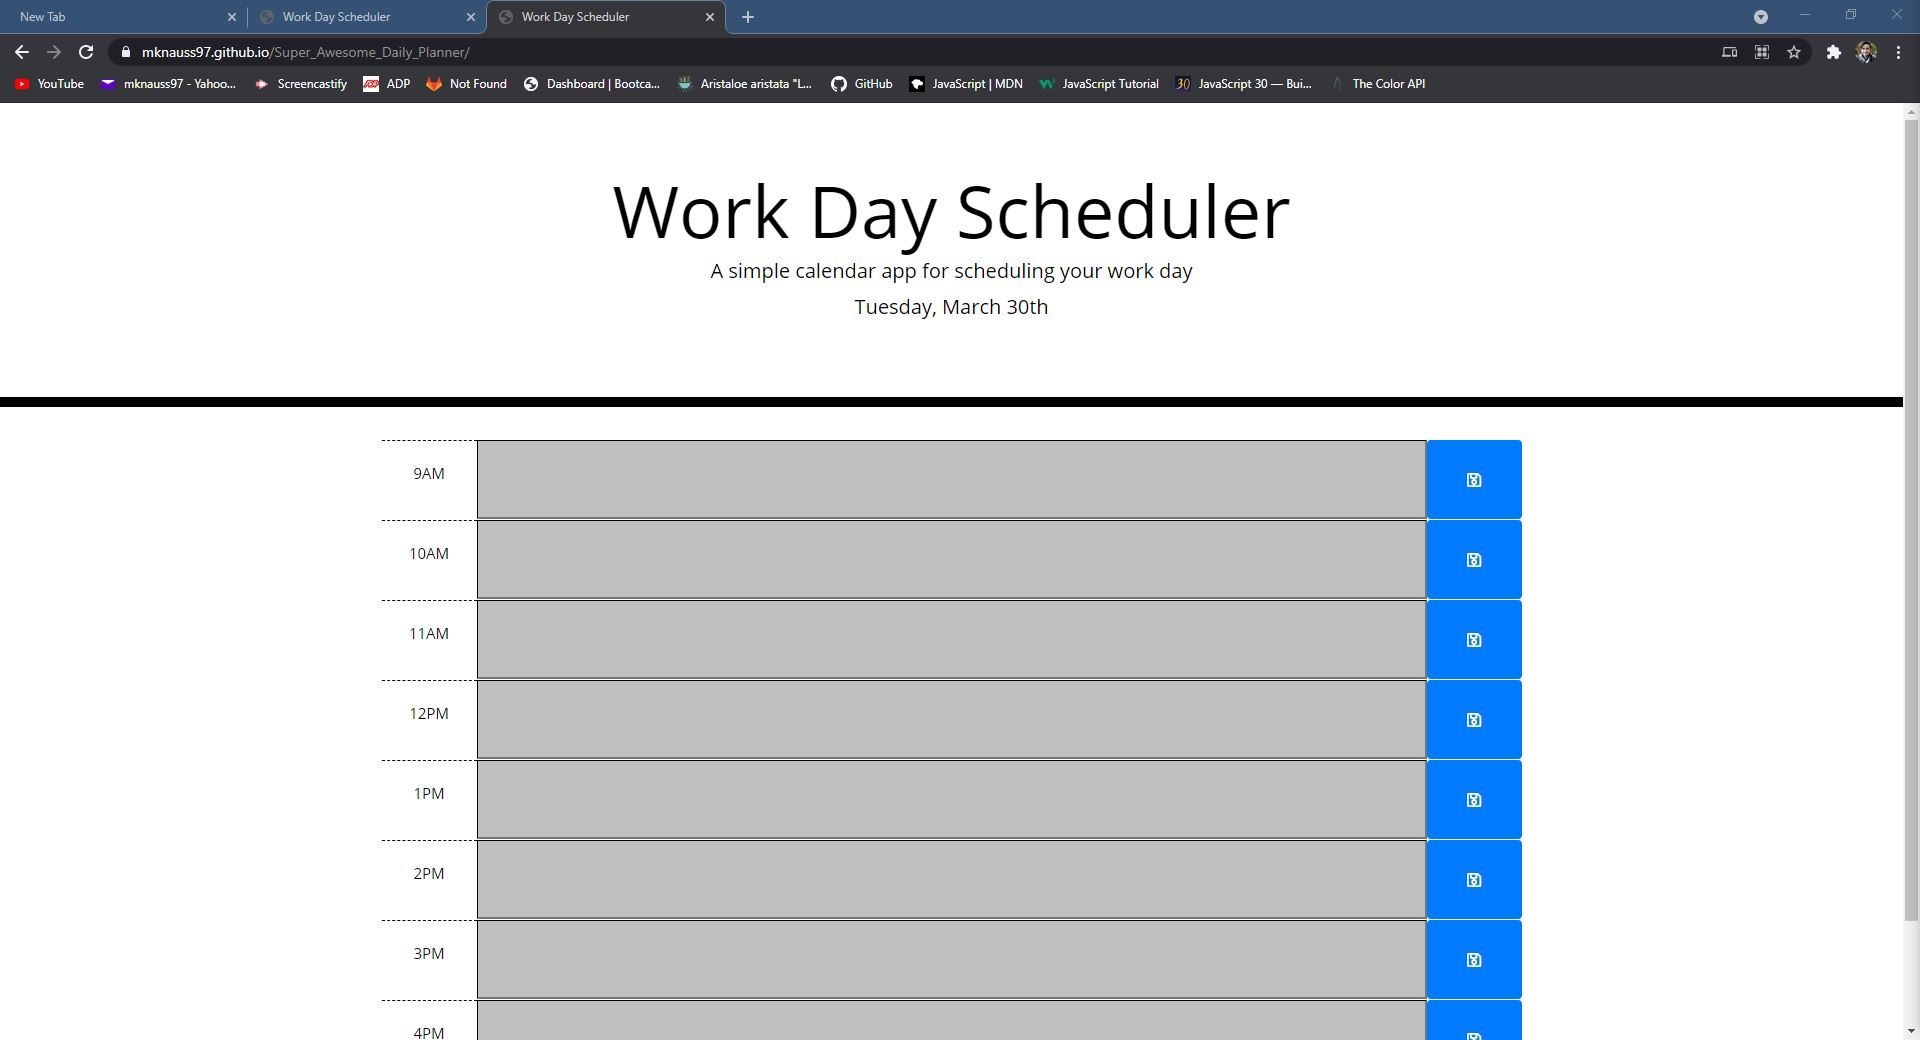 New Tab
Work Day Scheduler
Work Day Scheduler
mknauss97.github.io/Super_Awesome_Daily_Planner/
YouTube
mknauss97 - Yahoo...
Screencastify
ADP
Not Found
Dashboard | Bootca...
Aristaloe aristata "L...
GitHub
JavaScript | MDN
JavaScript Tutorial
30
JavaScript 30 — Bui...
The Color API
Work Day Scheduler
A simple calendar app for scheduling your work day
Tuesday, March 30th
9AM
10AM
11AM
12PM
1PM
2PM
3PM
4PM